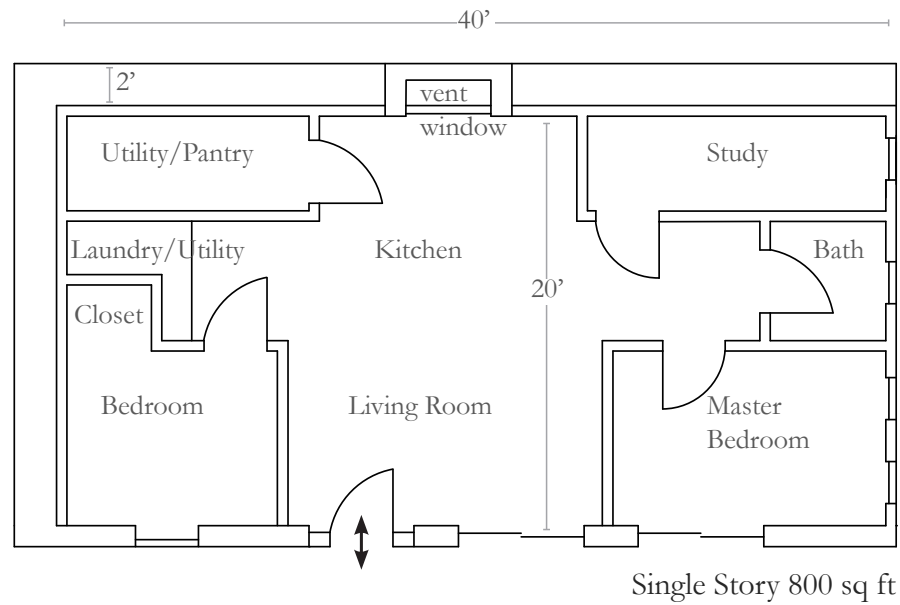 40’
2’
vent
window
Utility/Pantry
Study
Laundry/Utility
Kitchen
Bath
20’
Closet
Bedroom
Living Room
Master
Bedroom
Single Story 800 sq ft